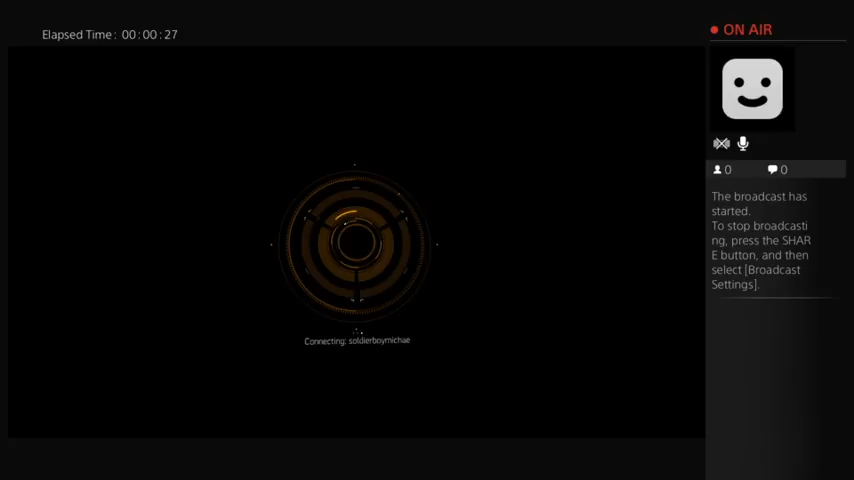 Elapsed Time: 00:00:27
ON AIR
0 0
The broadcast has
started.
To stop broadcasti
ng, press the SHAR
E button, and then
select [Broadcast
Settings].
Connecting: soldierboymichae